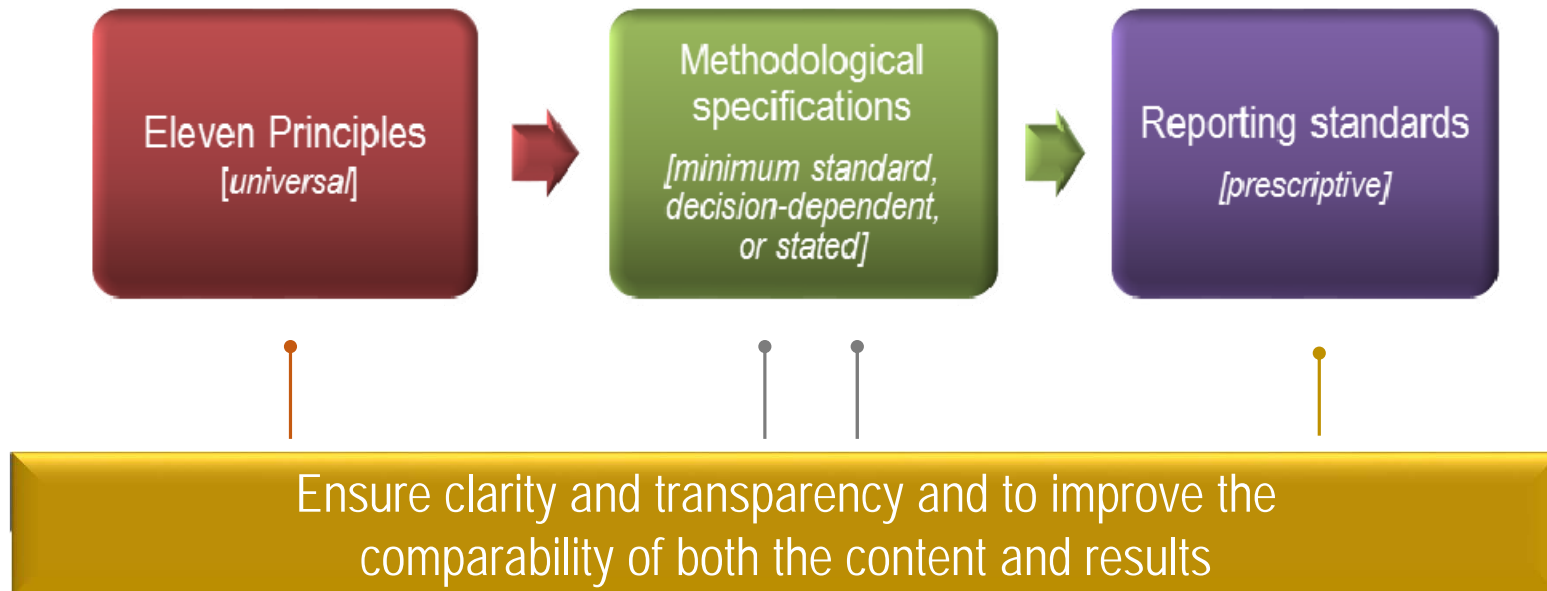 Eleven Principles
[universal]
Methodological
specifications
[minimum standard,
decision-dependent,
or stated]
Reporting standards
[prescriptive]
Ensure clarity and transparency and to improve the
comparability of both the content and results